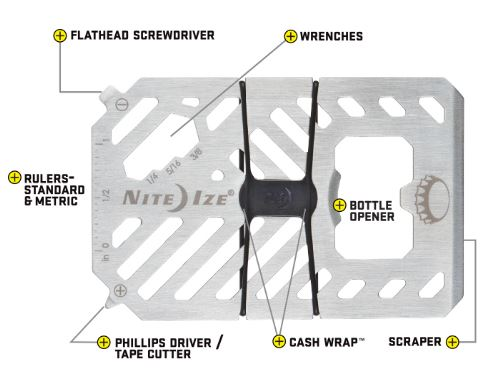 FLATHEAD SCREWDRIVER
WRENCHES
1/4 5/16 3/8
RULERS-
STANDARD
& METRIC
1
1/2
in 0
NITE IZE®
BOTTLE
OPENER
PHILLIPS DRIVER /
TAPE CUTTER
CASH WRAP™
SCRAPER